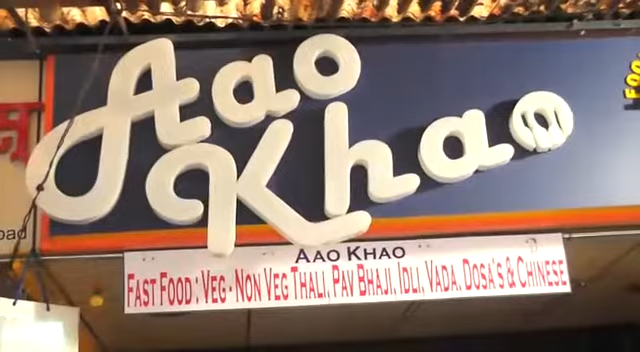 Aao
Khao
AAO KHAO
FAST FOOD : VEG - NON VEG THALI, PAV BHAJI, IDLI, VADA, DOSA'S & CHINESE